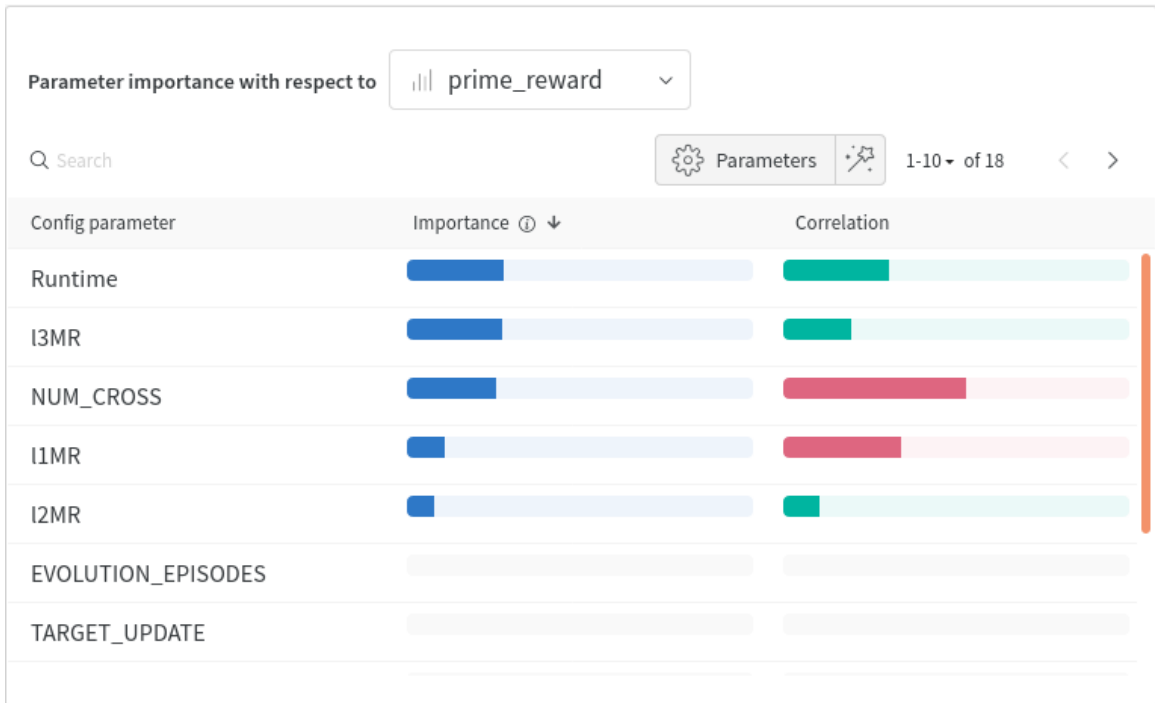 Parameter importance with respect to prime_reward
Search Parameters 1-10 of 18
Config parameter Importance Correlation
Runtime
l3MR
NUM_CROSS
l1MR
l2MR
EVOLUTION_EPISODES
TARGET_UPDATE